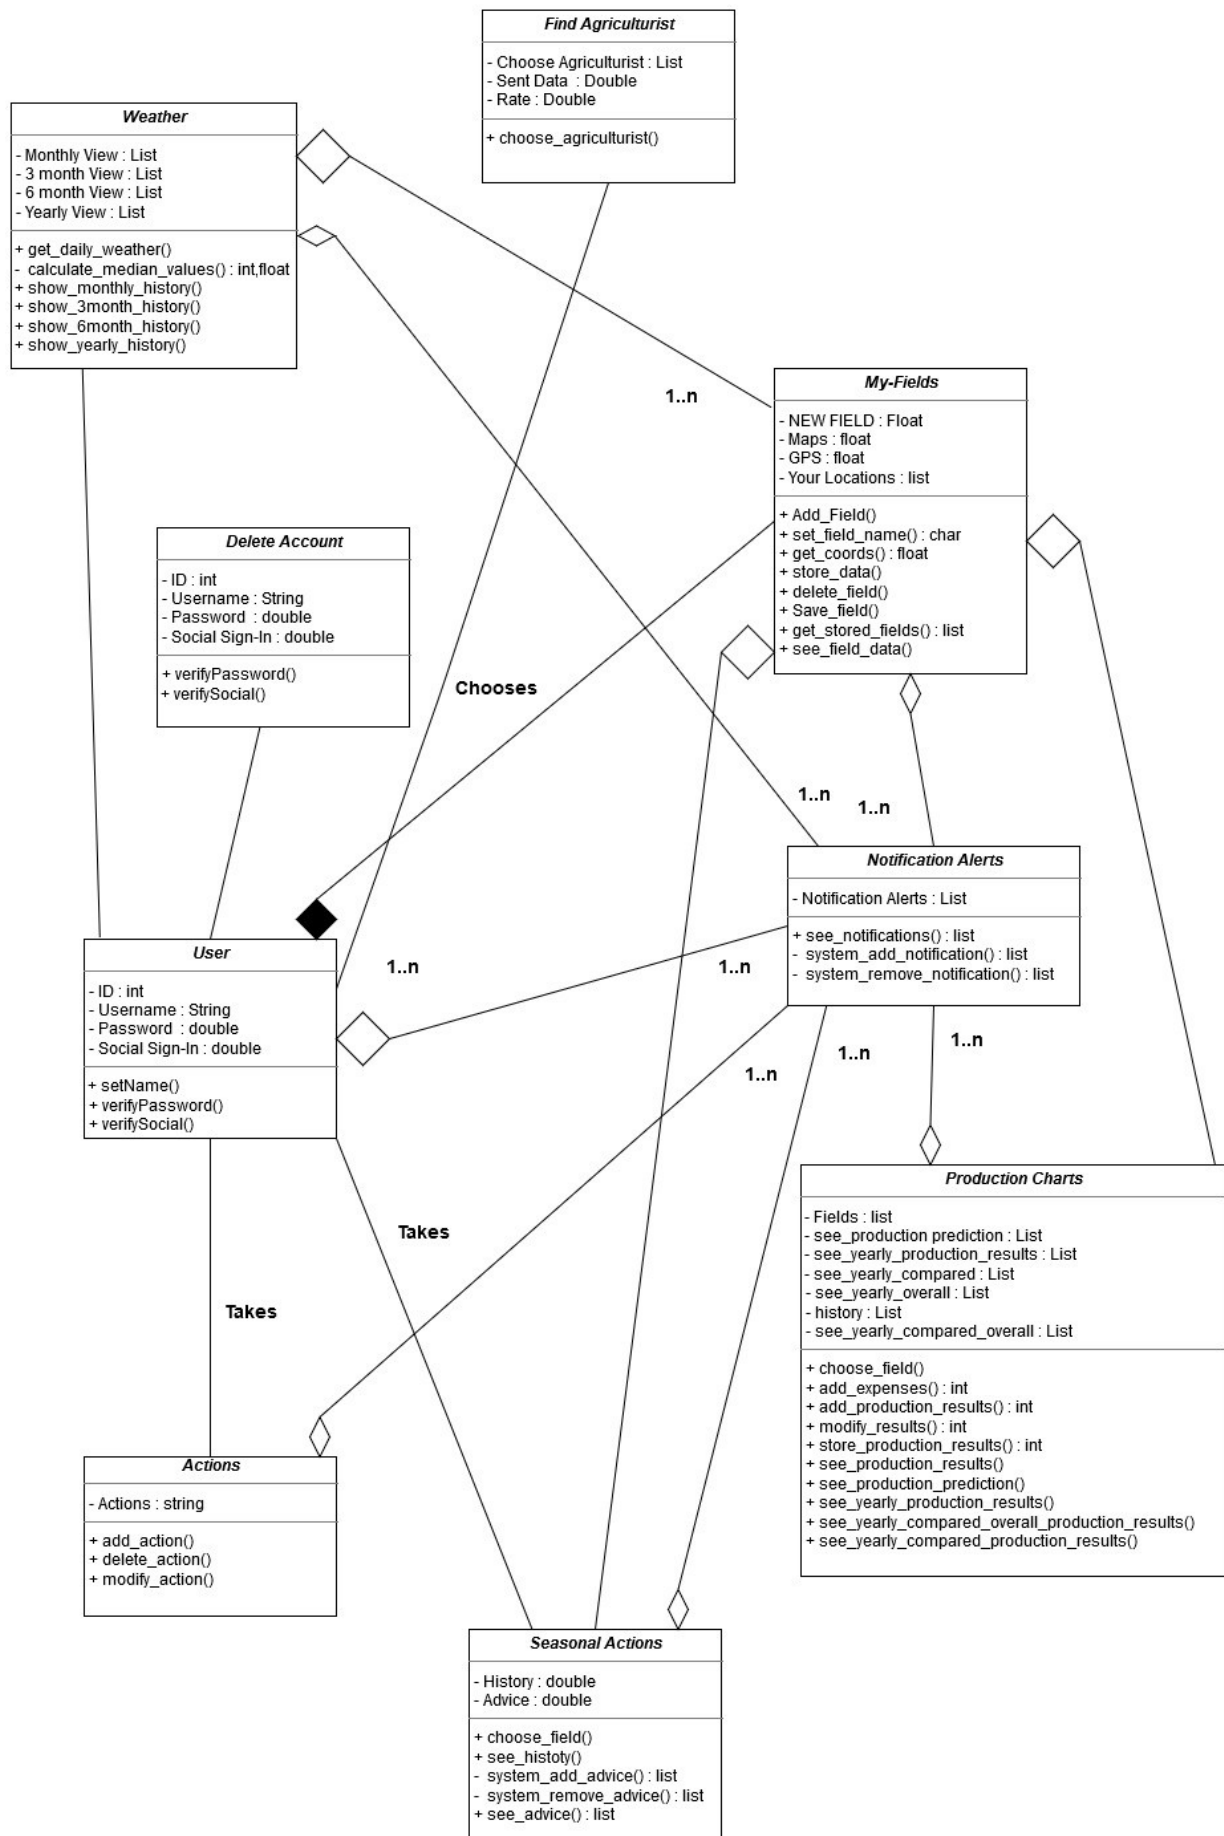 Find Agriculturist
- Choose Agriculturist : List
- Sent Data : Double
- Rate : Double
+ choose_agriculturist()
Weather
- Monthly View : List
- 3 month View : List
- 6 month View : List
- Yearly View : List
+ get_daily_weather()
- calculate_median_values() : int,float
+ show_monthly_history()
+ show_3month_history()
+ show_6month_history()
+ show_yearly_history()
1..n
My-Fields
- NEW FIELD : Float
- Maps : float
- GPS : float
- Your Locations : list
+ Add_Field()
+ set_field_name() : char
+ get_coords() : float
+ store_data()
+ delete_field()
+ Save_field()
+ get_stored_fields() : list
+ see_field_data()
Delete Account
- ID : int
- Username : String
- Password : double
- Social Sign-In : double
+ verifyPassword()
+ verifySocial()
Chooses
1..n
1..n
Notification Alerts
- Notification Alerts : List
+ see_notifications() : list
- system_add_notification() : list
- system_remove_notification() : list
User
- ID : int
- Username : String
- Password : double
- Social Sign-In : double
+ setName()
+ verifyPassword()
+ verifySocial()
1..n
1..n
1..n
1..n
1..n
Production Charts
- Fields : list
- see_production prediction : List
- see_yearly_production_results : List
- see_yearly_compared : List
- see_yearly_overall : List
- history : List
- see_yearly_compared_overall : List
+ choose_field()
+ add_expenses() : int
+ add_production_results() : int
+ modify_results() : int
+ store_production_results() : int
+ see_production_results()
+ see_production_prediction()
+ see_yearly_production_results()
+ see_yearly_compared_overall_production_results()
+ see_yearly_compared_production_results()
Takes
Takes
Actions
- Actions : string
+ add_action()
+ delete_action()
+ modify_action()
Seasonal Actions
- History : double
- Advice : double
+ choose_field()
+ see_histoty()
- system_add_advice() : list
- system_remove_advice() : list
+ see_advice() : list